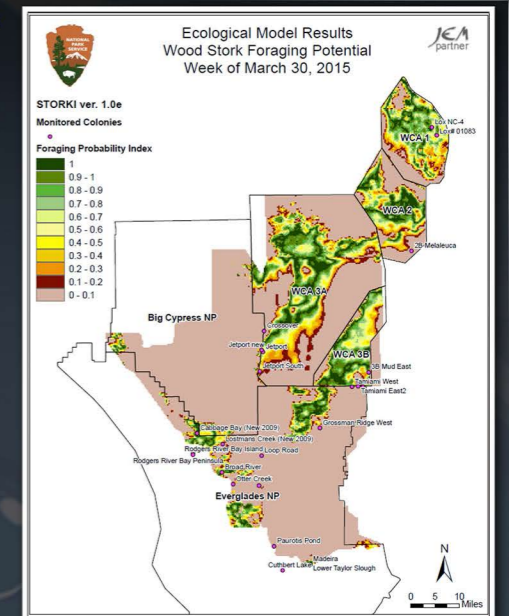 NATIONAL
PARK
SERVICE
Ecological Model Results
Wood Stork Foraging Potential
Week of March 30, 2015
JEM
partner
STORKI ver. 1.0e
Monitored Colonies
Foraging Probability Index
1
0.9 - 1
0.8 - 0.9
0.7 - 0.8
0.6 - 0.7
0.5 - 0.6
0.4 - 0.5
0.3 - 0.4
0.2 - 0.3
0.1 - 0.2
0 - 0.1
Lox NC-4
Lox# 01083
WCA 1
WCA 2
2B Melaleuca
WCA 3A
Big Cypress NP
Crossover
Jetport new
Jetport
WCA 3B
Jetport South
3B Mud East
Tamiami West
Tamiami East2
Grossman Ridge West
Cabbage Bay (New 2009)
Lostmans Creek (New 2009)
Rodgers River Bay Island
Loop Road
Rodgers River Bay Peninsula
Broad River
Otter Creek
Everglades NP
Paurotis Pond
Madeira
Cuthbert Lake
Lower Taylor Slough
N
0 5 10
Miles